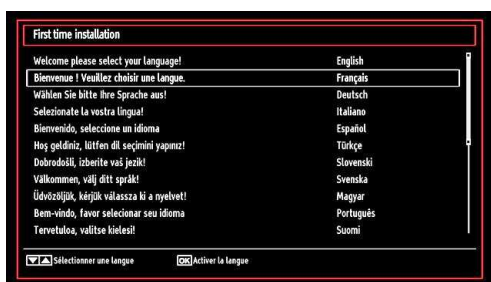 First time installation
Welcome please select your language! English
Bienvenue ! Veuillez choisir une langue. Français
Wählen Sie bitte Ihre Sprache aus! Deutsch
Selezionate la vostra lingua! Italiano
Bienvenido, seleccione un idioma Español
Hoş geldiniz, lütfen dil seçimini yapınız! Türkçe
Dobrodošli, izberite vaš jezik! Slovenski
Välkommen, välj ditt språk! Svenska
Üdvözöljük, kérjük válassza ki a nyelvet! Magyar
Bem-vindo, favor selecionar seu idioma Português
Tervetuloa, valitse kielesi! Suomi
Sélectionner une langue OK Activer la langue